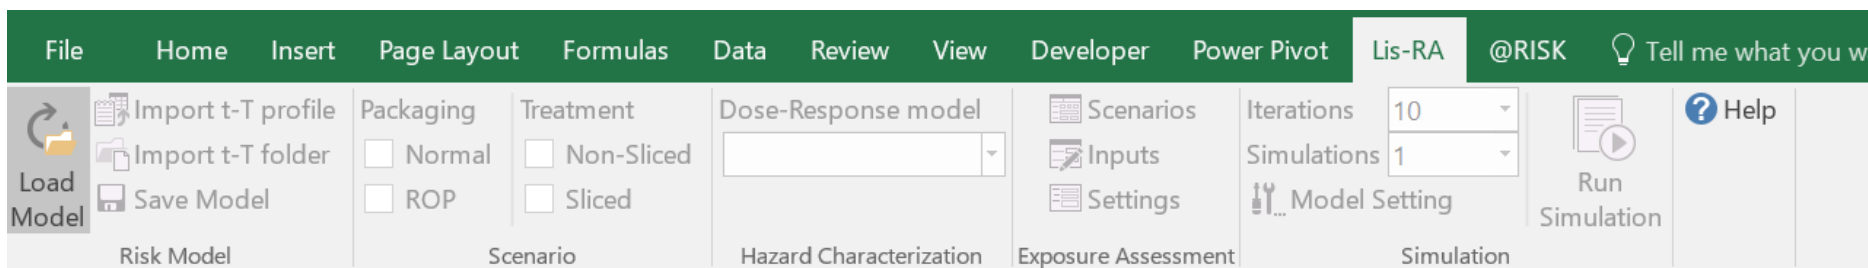 File Home Insert Page Layout Formulas Data Review View Developer Power Pivot Lis-RA @RISK Tell me what you w
Load
Model
Import t-T profile
Import t-T folder
Save Model
Risk Model
Packaging
Normal
ROP
Treatment
Non-Sliced
Sliced
Scenario
Dose-Response model
Hazard Characterization
Scenarios
Inputs
Settings
Exposure Assessment
Iterations 10
Simulations 1
Model Setting
Run
Simulation
Simulation
Help